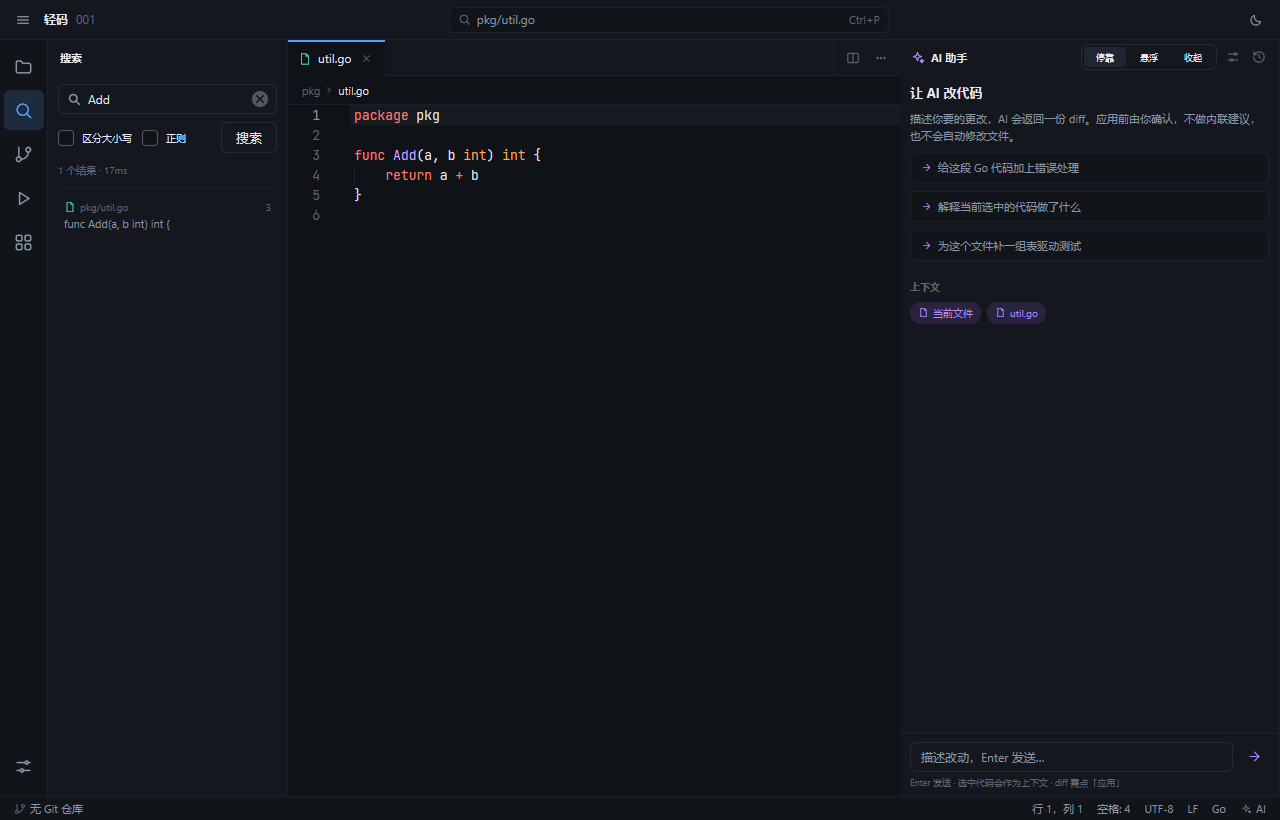 轻码 001
pkg/util.go Ctrl+P
搜索
Add
区分大小写 正则 搜索
1 个结果 · 17ms
pkg/util.go 3
func Add(a, b int) int {
util.go
pkg › util.go
1 package pkg
2
3 func Add(a, b int) int {
4 return a + b
5 }
6
AI 助手 停靠 悬浮 收起
让 AI 改代码
描述你要的更改，AI 会返回一份 diff。应用前由你确认，不做内联建议，
也不会自动修改文件。
→ 给这段 Go 代码加上错误处理
→ 解释当前选中的代码做了什么
→ 为这个文件补一组表驱动测试
上下文
当前文件 util.go
描述改动，Enter 发送...
Enter 发送 · 选中代码会作为上下文 · diff 需点「应用」
无 Git 仓库 行 1，列 1 空格: 4 UTF-8 LF Go AI